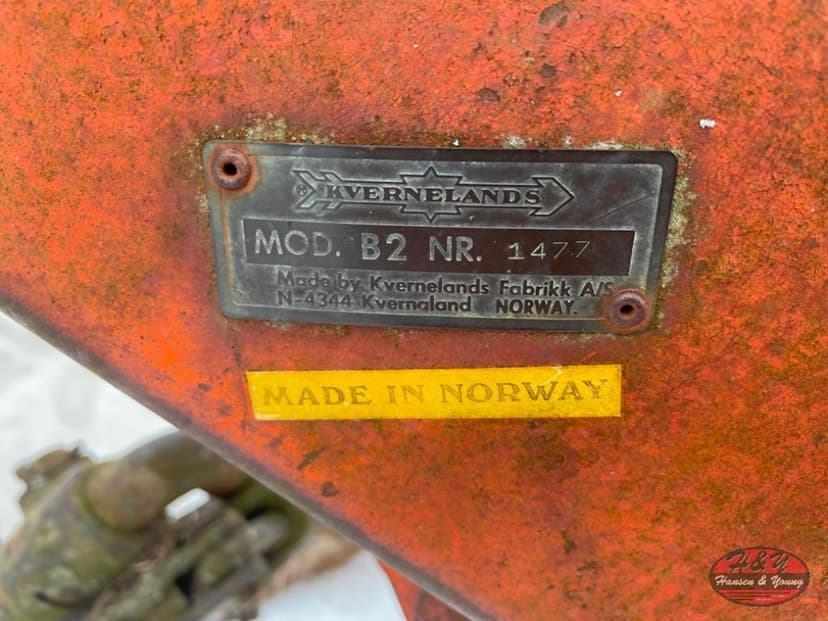 ® KVERNELANDS
MOD. B2 NR. 1477
Made by Kvernelands Fabrikk A/S
N-4344 Kvernaland NORWAY.
MADE IN NORWAY
H&Y
Hansen & Young